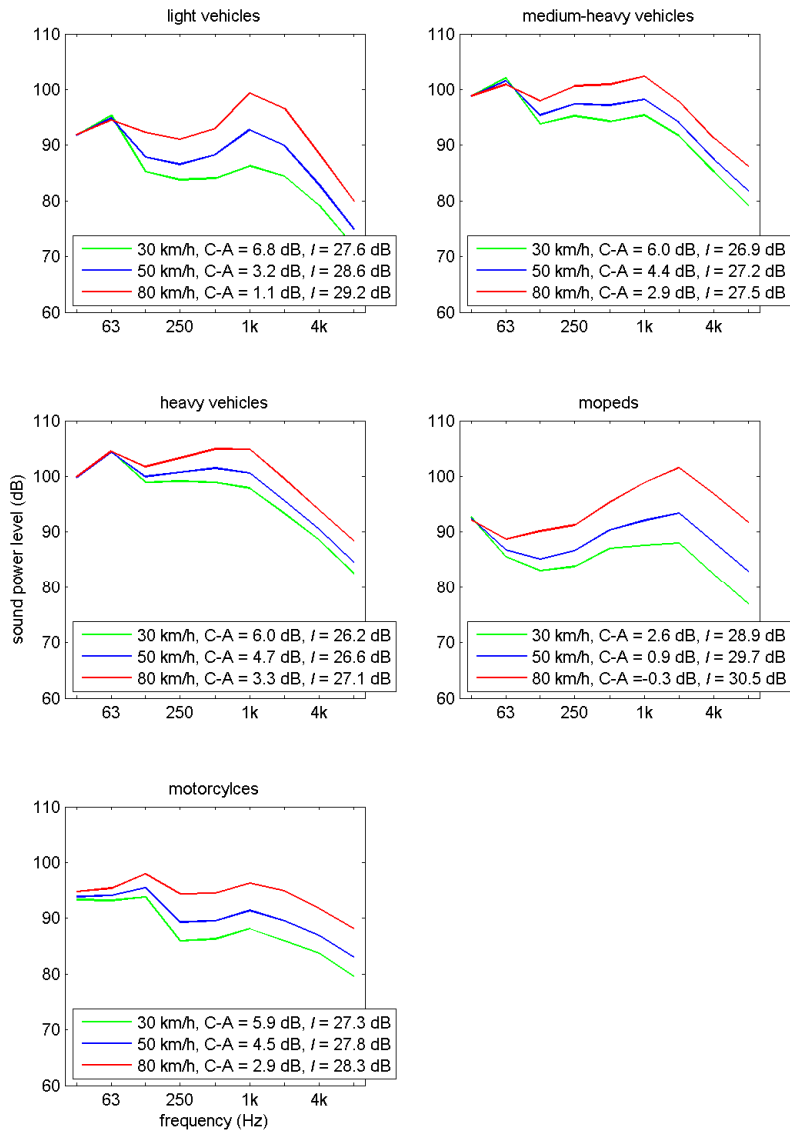 light vehicles
110
100
90
80
70
60
30 km/h, C-A = 6.8 dB, I = 27.6 dB
50 km/h, C-A = 3.2 dB, I = 28.6 dB
80 km/h, C-A = 1.1 dB, I = 29.2 dB
63 250 1k 4k
medium-heavy vehicles
110
100
90
80
70
60
30 km/h, C-A = 6.0 dB, I = 26.9 dB
50 km/h, C-A = 4.4 dB, I = 27.2 dB
80 km/h, C-A = 2.9 dB, I = 27.5 dB
63 250 1k 4k
heavy vehicles
sound power level (dB)
110
100
90
80
70
60
30 km/h, C-A = 6.0 dB, I = 26.2 dB
50 km/h, C-A = 4.7 dB, I = 26.6 dB
80 km/h, C-A = 3.3 dB, I = 27.1 dB
63 250 1k 4k
mopeds
110
100
90
80
70
60
30 km/h, C-A = 2.6 dB, I = 28.9 dB
50 km/h, C-A = 0.9 dB, I = 29.7 dB
80 km/h, C-A =-0.3 dB, I = 30.5 dB
63 250 1k 4k
motorcylces
110
100
90
80
70
60
30 km/h, C-A = 5.9 dB, I = 27.3 dB
50 km/h, C-A = 4.5 dB, I = 27.8 dB
80 km/h, C-A = 2.9 dB, I = 28.3 dB
63 250 1k 4k
frequency (Hz)